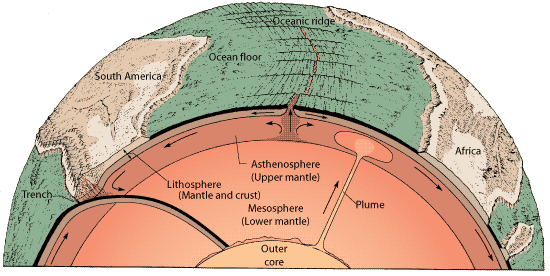 Oceanic ridge
Ocean floor
South America
Africa
Asthenosphere
(Upper mantle)
Lithosphere
(Mantle and crust)
Trench
Mesosphere
(Lower mantle)
Plume
Outer
core